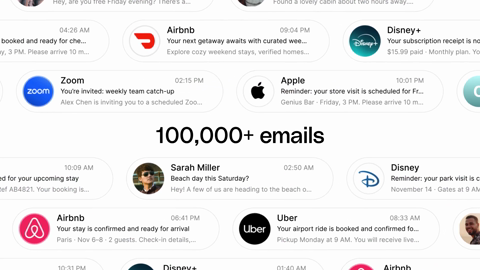 Hey, are you free Friday evening? There's a...
Found a lovely cabin about two hours away.
04:26 AM
booked and ready for che...
3 PM. Please arrive 10 m...
Airbnb
09:04 PM
Your next getaway awaits with curated wee...
Explore cozy weekend stays, verified homes...
Disney+
Your subscription receipt is no
$15.99 paid · Monthly plan. Yo
Zoom
02:15 PM
You're invited: weekly team catch-up
Alex Chen is inviting you to a scheduled Zoo...
zoom
Apple
10:01 PM
Reminder: your store visit is scheduled for Fr...
Genius Bar · Friday, 3 PM. Please arrive 10 m...
100,000+ emails
10:09 AM
ed for your upcoming stay
Ref AB4821. Your booking is...
Sarah Miller
02:50 AM
Beach day this Saturday?
Hey! A few of us are heading to the beach o...
Disney
Reminder: your park visit is c
November 14 · Gates at 9 AM
Airbnb
06:41 PM
Your stay is confirmed and ready for arrival
Paris · Nov 6-8 · 2 guests. Check-in details,...
Uber
Uber
08:33 AM
Your airport ride is booked and confirmed fo...
Pickup Monday at 9 AM. You will receive live...
10:31 PM
Disney+
01:40 AM
Airbnb